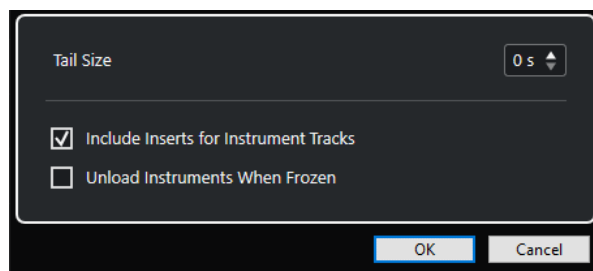 Tail Size
0 s
Include Inserts for Instrument Tracks
Unload Instruments When Frozen
OK
Cancel